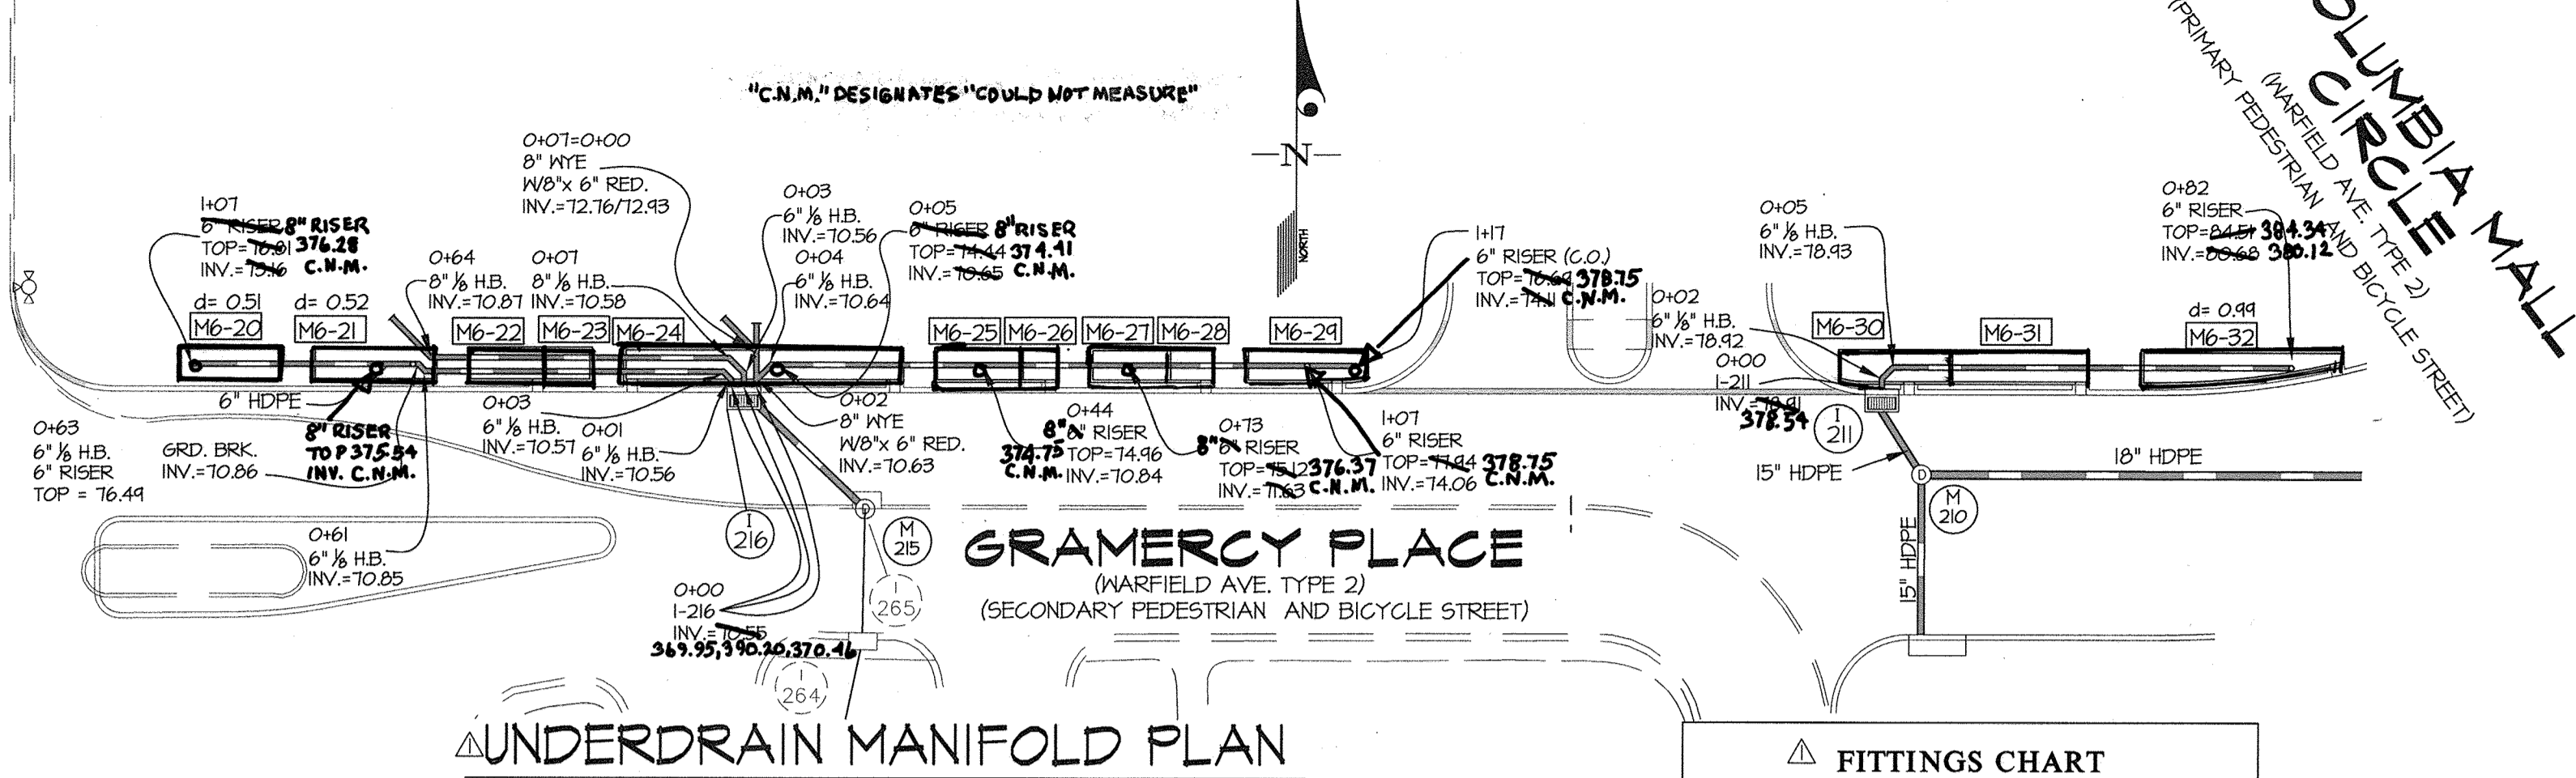 "C.N.M." DESIGNATES "COULD NOT MEASURE"
N
NORTH
OLUMBIA MALL
CIRCLE
(WARFIELD AVE. TYPE 2)
(PRIMARY PEDESTRIAN AND BICYCLE STREET)
1+07
6" RISER 8" RISER
TOP=76.81 376.28
INV.=73.16 C.N.M.
d= 0.51
M6-20
d= 0.52
M6-21
0+64
8" 1/8 H.B.
INV.=70.87
0+07
8" 1/8 H.B.
INV.=70.58
0+07=0+00
8" WYE
W/8"x 6" RED.
INV.=72.76/72.93
0+03
6" 1/8 H.B.
INV.=70.56
0+04
6" 1/8 H.B.
INV.=70.64
0+05
6" RISER 8" RISER
TOP=74.44 374.41
INV.=70.65 C.N.M.
M6-22
M6-23
M6-24
M6-25
M6-26
M6-27
M6-28
M6-29
1+17
6" RISER (C.O.)
TOP= 378.75
INV.=74.11 C.N.M.
0+02
6" 1/8" H.B.
INV.=78.92
0+00
I-211
INV.=78.91
378.54
0+05
6" 1/8 H.B.
INV.=78.93
0+82
6" RISER
TOP=84.51 384.34
INV.=80.68 380.12
d= 0.99
M6-30
M6-31
M6-32
6" HDPE
8" RISER
TOP 375.54
INV. C.N.M.
0+63
6" 1/8 H.B.
6" RISER
TOP = 76.49
GRD. BRK.
INV.=70.86
0+61
6" 1/8 H.B.
INV.=70.85
0+03
6" 1/8 H.B.
INV.=70.57
0+01
6" 1/8 H.B.
INV.=70.56
0+02
8" WYE
W/8"x 6" RED.
INV.=70.63
0+44
8" RISER
374.75 TOP=74.96
C.N.M. INV=70.84
0+73
8" RISER
TOP=75.12 376.37
INV.=71.63 C.N.M.
1+07
6" RISER
TOP=77.94 378.75
INV=74.06 C.N.M.
I
216
M
215
I
265
I
264
0+00
I-216
INV.=70.55
369.95,390.20,370.46
GRAMERCY PLACE
(WARFIELD AVE. TYPE 2)
(SECONDARY PEDESTRIAN AND BICYCLE STREET)
I
211
15" HDPE
D
M
210
18" HDPE
15" HDPE
D
1 UNDERDRAIN MANIFOLD PLAN
1 FITTINGS CHART